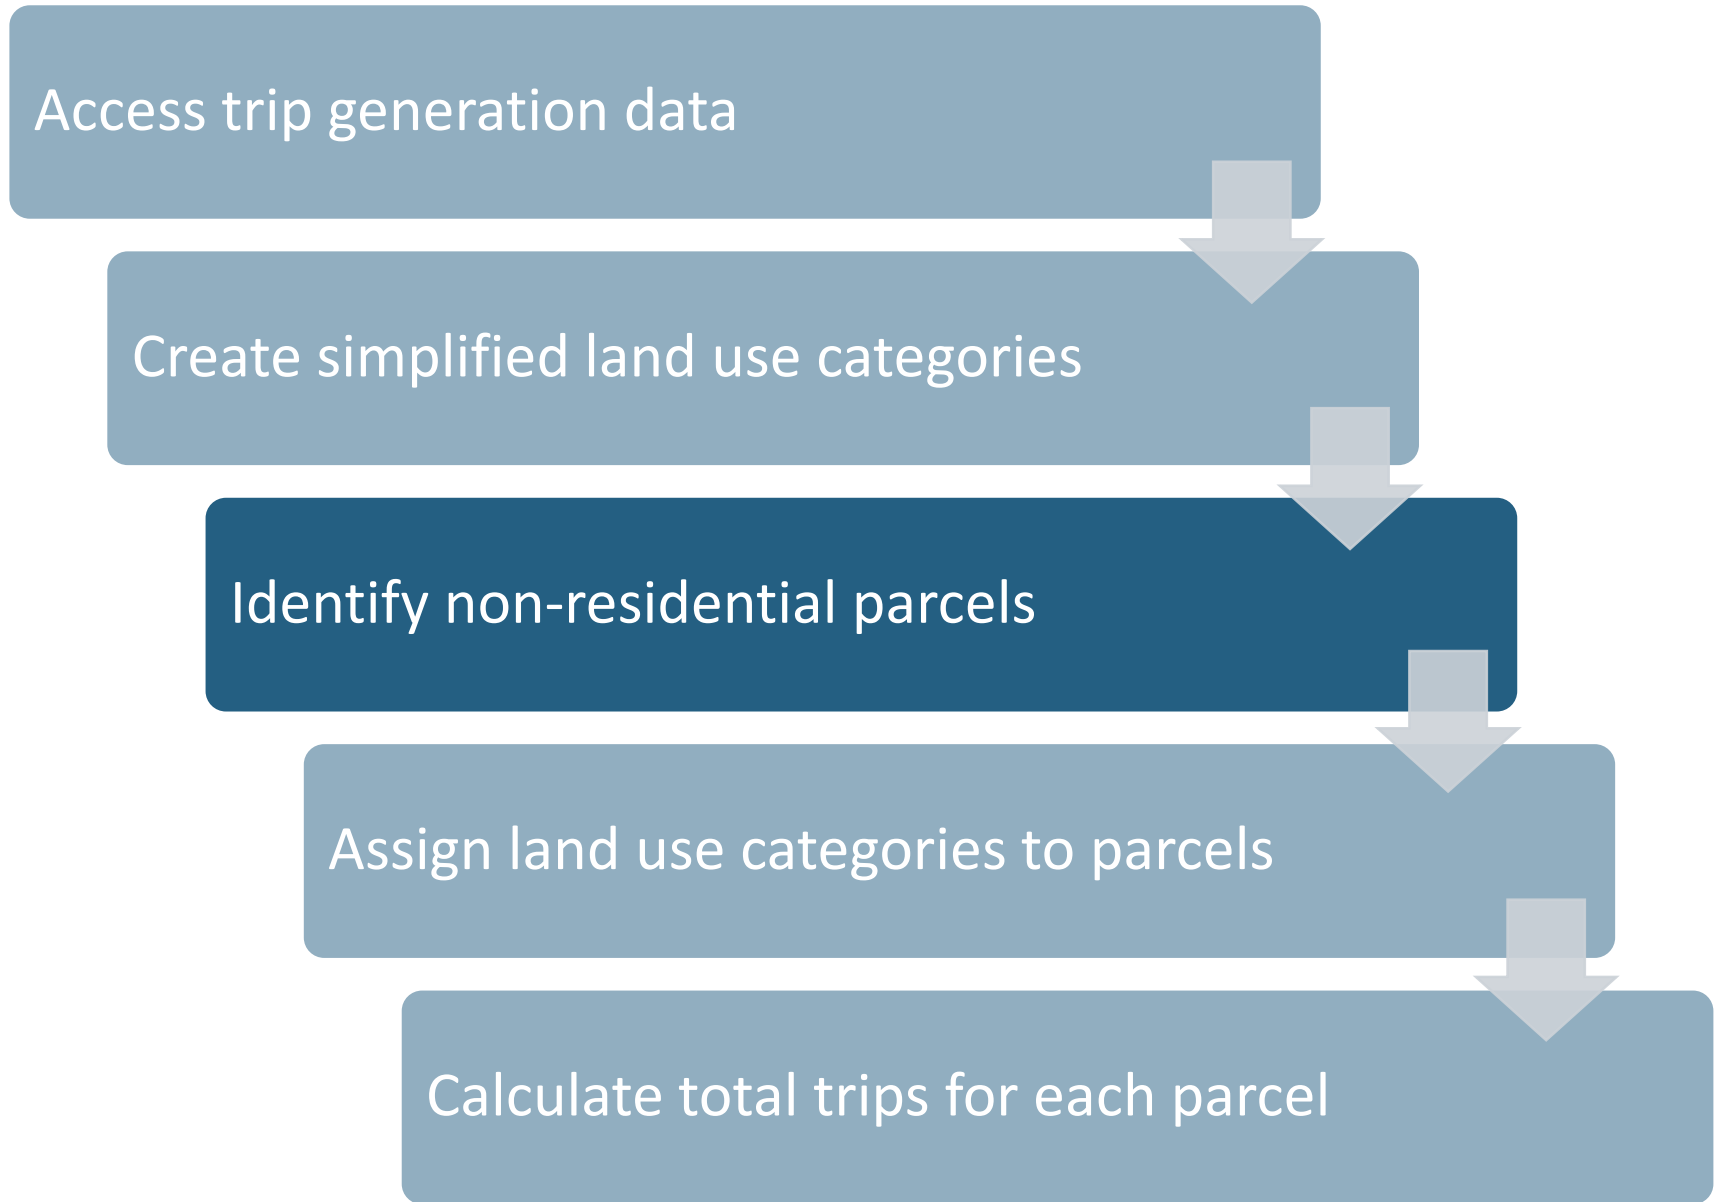 Access trip generation data
Create simplified land use categories
Identify non-residential parcels
Assign land use categories to parcels
Calculate total trips for each parcel